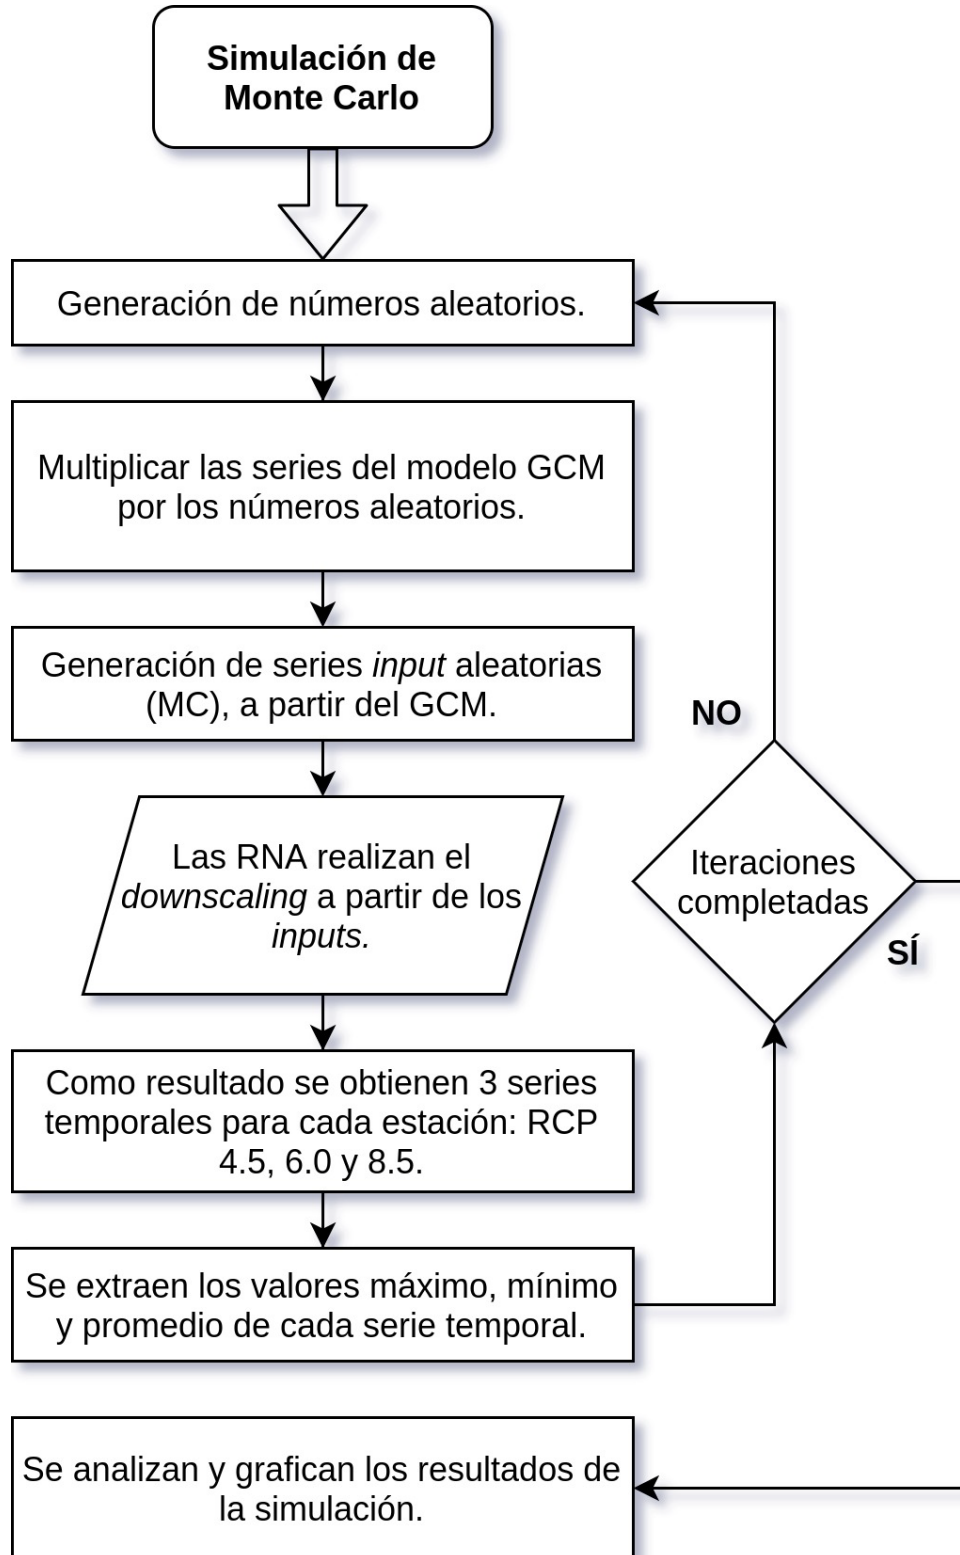 Simulación de
Monte Carlo
Generación de números aleatorios.
Multiplicar las series del modelo GCM
por los números aleatorios.
Generación de series input aleatorias
(MC), a partir del GCM.
NO
Las RNA realizan el
downscaling a partir de los
inputs.
Iteraciones
completadas
SÍ
Como resultado se obtienen 3 series
temporales para cada estación: RCP
4.5, 6.0 y 8.5.
Se extraen los valores máximo, mínimo
y promedio de cada serie temporal.
Se analizan y grafican los resultados de
la simulación.